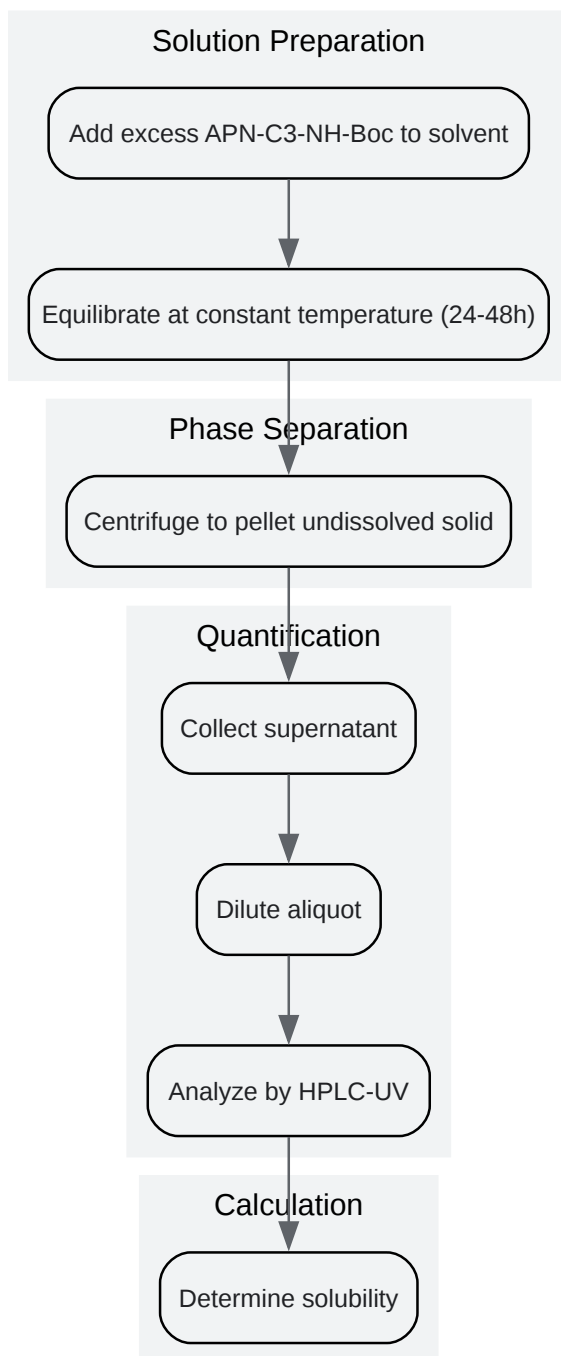 Solution Preparation
Add excess APN-C3-NH-Boc to solvent
Equilibrate at constant temperature (24-48h)
Phase Separation
Centrifuge to pellet undissolved solid
Quantification
Collect supernatant
Dilute aliquot
Analyze by HPLC-UV
Calculation
Determine solubility